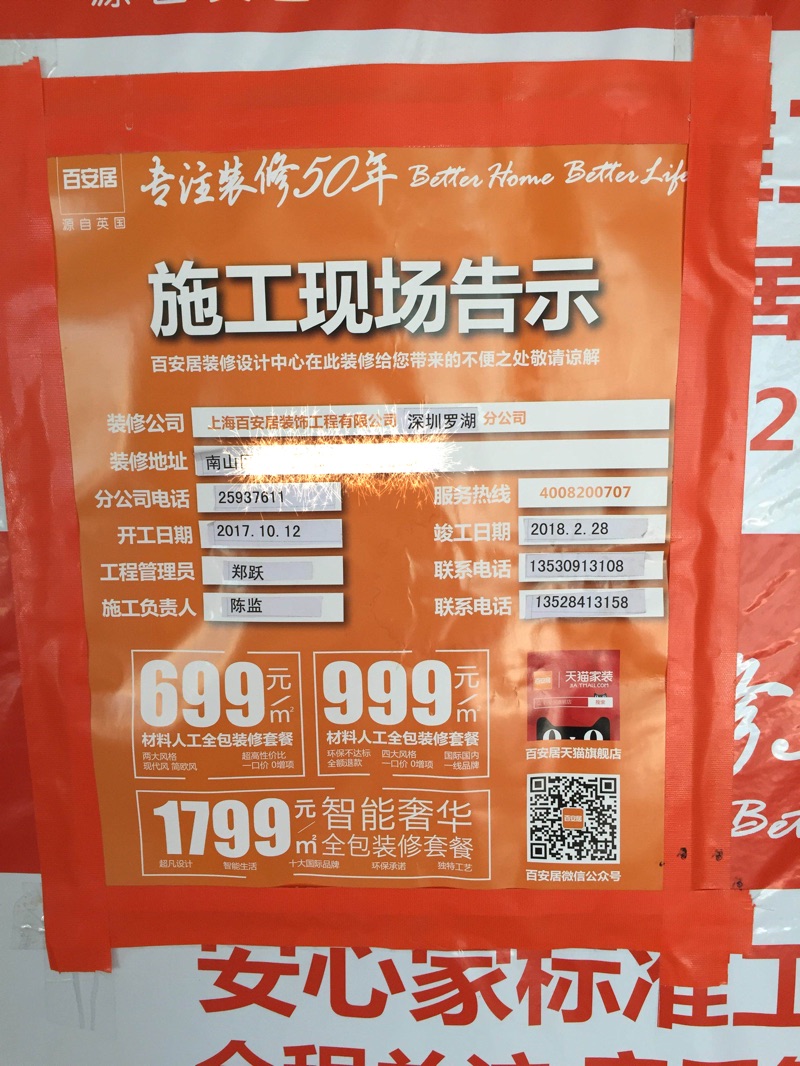 百安居
源自英国
专注装修50年 Better Home Better Life
施工现场告示
百安居装修设计中心在此装修给您带来的不便之处敬请谅解
装修公司 上海百安居装饰工程有限公司 深圳罗湖 分公司
装修地址 南山
分公司电话 25937611 服务热线 4008200707
开工日期 2017.10.12 竣工日期 2018.2.28
工程管理员 郑跃 联系电话 13530913108
施工负责人 陈监 联系电话 13528413158
699元/㎡
材料人工全包装修套餐
两大风格 超高性价比
现代风 简欧风 一口价 0增项
999元/㎡
材料人工全包装修套餐
环保不达标 四大风格 国际国内
全额退款 一口价 0增项 一线品牌
天猫家装
百安居天猫旗舰店
1799元/㎡ 智能奢华
全包装修套餐
超凡设计 智能生活 十大国际品牌 环保承诺 独特工艺
百安居
百安居微信公众号
居
2
Bette
安心家标准工